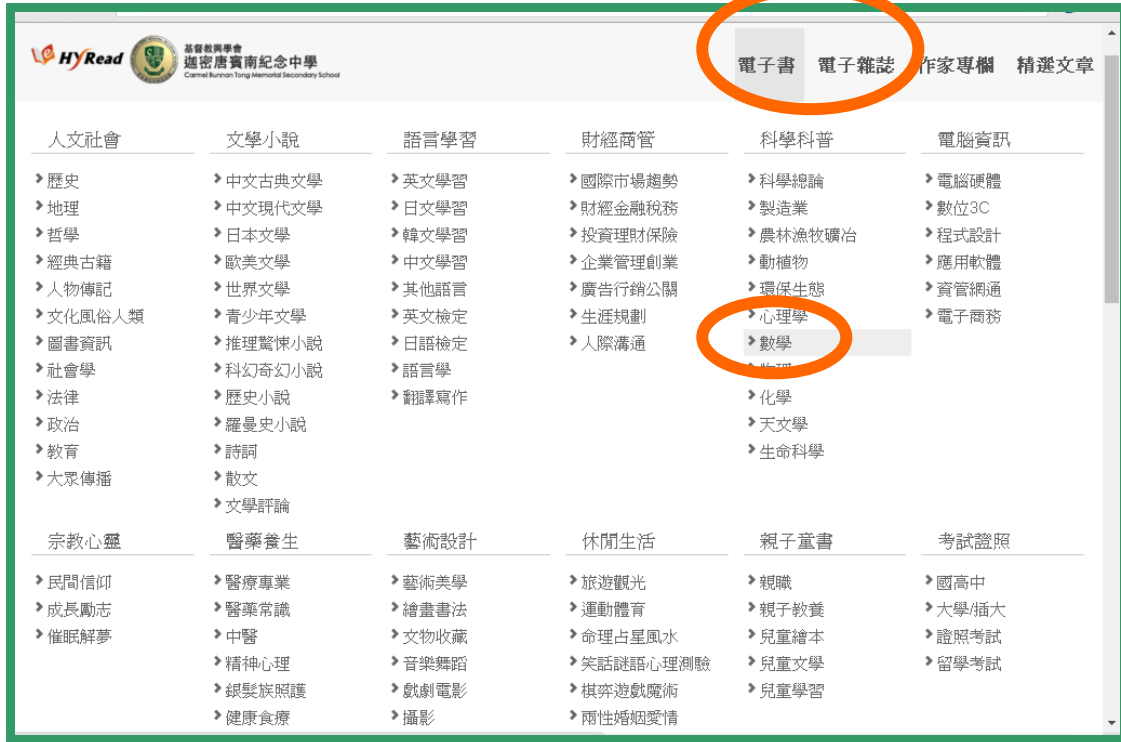 HyRead
基督教興學會
迦密唐賓南紀念中學
Carmel Bunnan Tong Memorial Secondary School
電子書 電子雜誌 作家專欄 精選文章
人文社會 文學小說 語言學習 財經商管 科學科普 電腦資訊
歷史 中文古典文學 英文學習 國際市場趨勢 科學總論 電腦硬體
地理 中文現代文學 日文學習 財經金融稅務 製造業 數位3C
哲學 日本文學 韓文學習 投資理財保險 農林漁牧礦冶 程式設計
經典古籍 歐美文學 中文學習 企業管理創業 動植物 應用軟體
人物傳記 世界文學 其他語言 廣告行銷公關 環保生態 資管網通
文化風俗人類 青少年文學 英文檢定 生涯規劃 心理學 電子商務
圖書資訊 推理驚悚小說 日語檢定 人際溝通 數學
社會學 科幻奇幻小說 語言學 物理
法律 歷史小說 翻譯寫作 化學
政治 羅曼史小說 天文學
教育 詩詞 生命科學
大眾傳播 散文
文學評論
宗教心靈 醫藥養生 藝術設計 休閒生活 親子童書 考試證照
民間信仰 醫療專業 藝術美學 旅遊觀光 親職 國高中
成長勵志 醫藥常識 繪畫書法 運動體育 親子教養 大學/插大
催眠解夢 中醫 文物收藏 命理占星風水 兒童繪本 證照考試
精神心理 音樂舞蹈 笑話謎語心理測驗 兒童文學 留學考試
銀髮族照護 戲劇電影 棋弈遊戲魔術 兒童學習
健康食療 攝影 兩性婚姻愛情